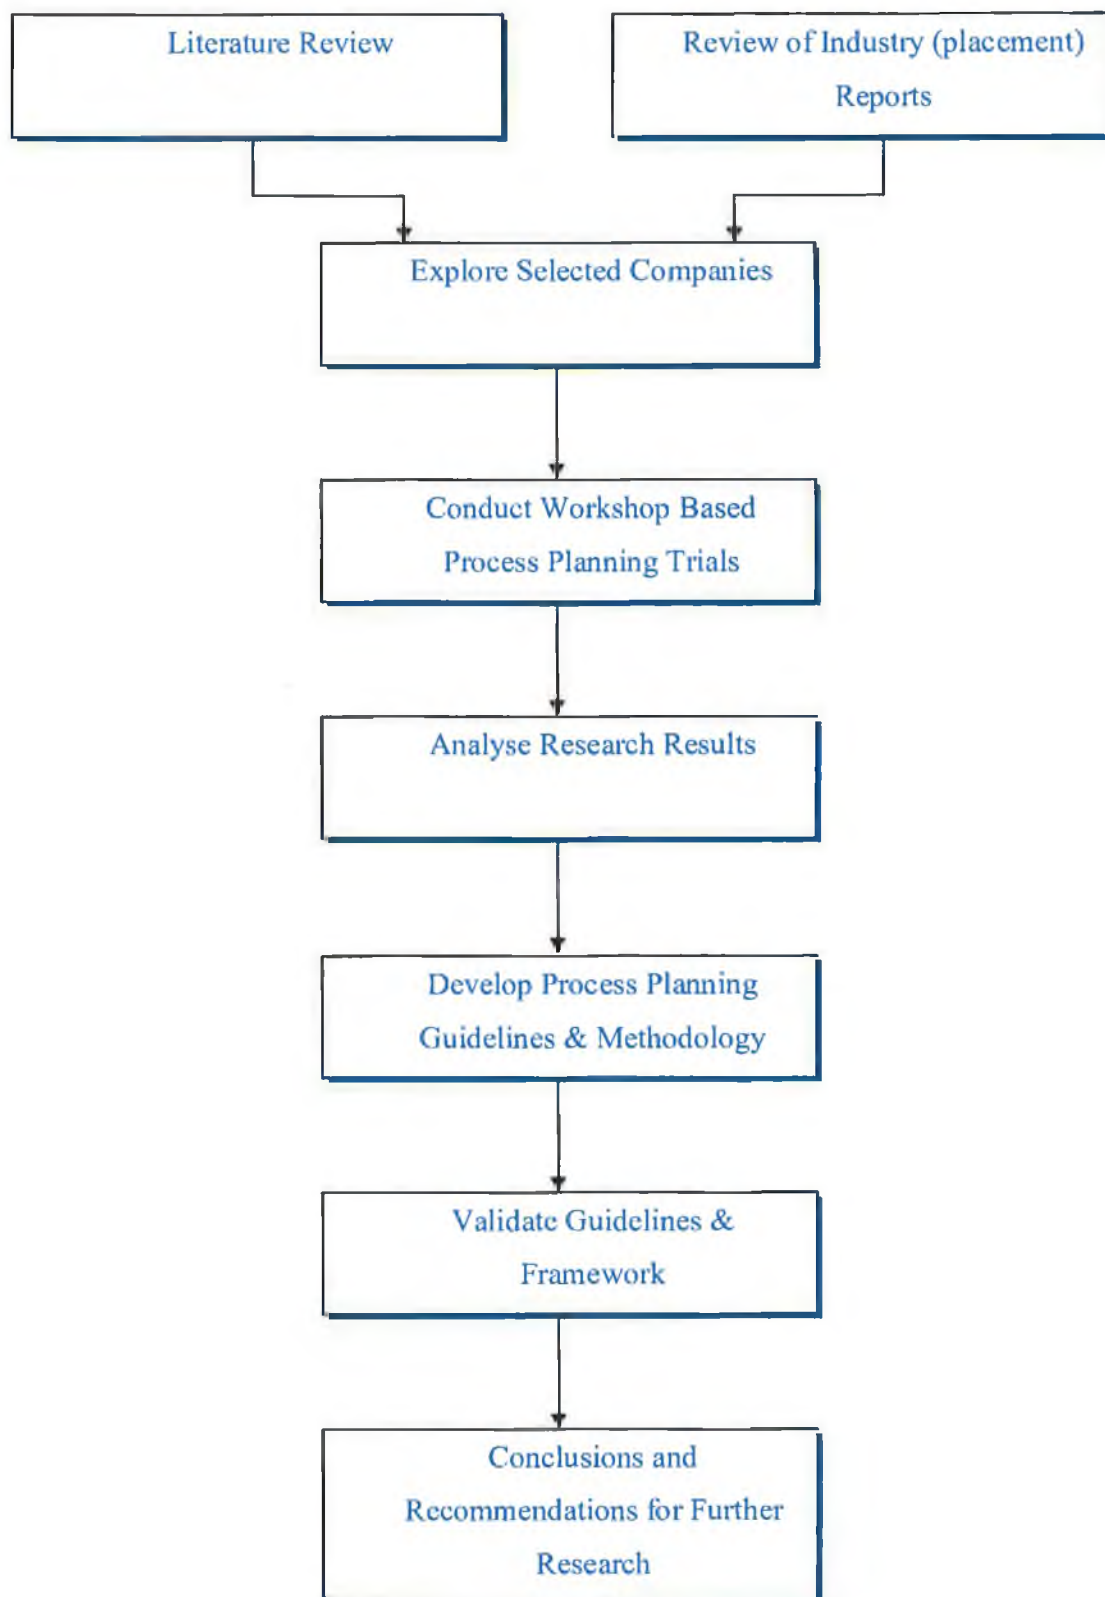 Literature Review
Review of Industry (placement)
Reports
Explore Selected Companies
Conduct Workshop Based
Process Planning Trials
Analyse Research Results
Develop Process Planning
Guidelines & Methodology
Validate Guidelines &
Framework
Conclusions and
Recommendations for Further
Research